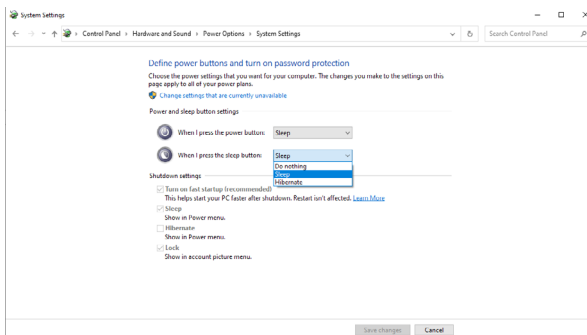 System Settings
Control Panel > Hardware and Sound > Power Options > System Settings
Search Control Panel
Define power buttons and turn on password protection
Choose the power settings that you want for your computer. The changes you make to the settings on this
page apply to all of your power plans.
Change settings that are currently unavailable
Power and sleep button settings
When I press the power button: Sleep
When I press the sleep button: Sleep
Do nothing
Sleep
Hibernate
Shutdown settings
Turn on fast startup (recommended)
This helps start your PC faster after shutdown. Restart isn't affected. Learn More
Sleep
Show in Power menu.
Hibernate
Show in Power menu.
Lock
Show in account picture menu.
Save changes Cancel